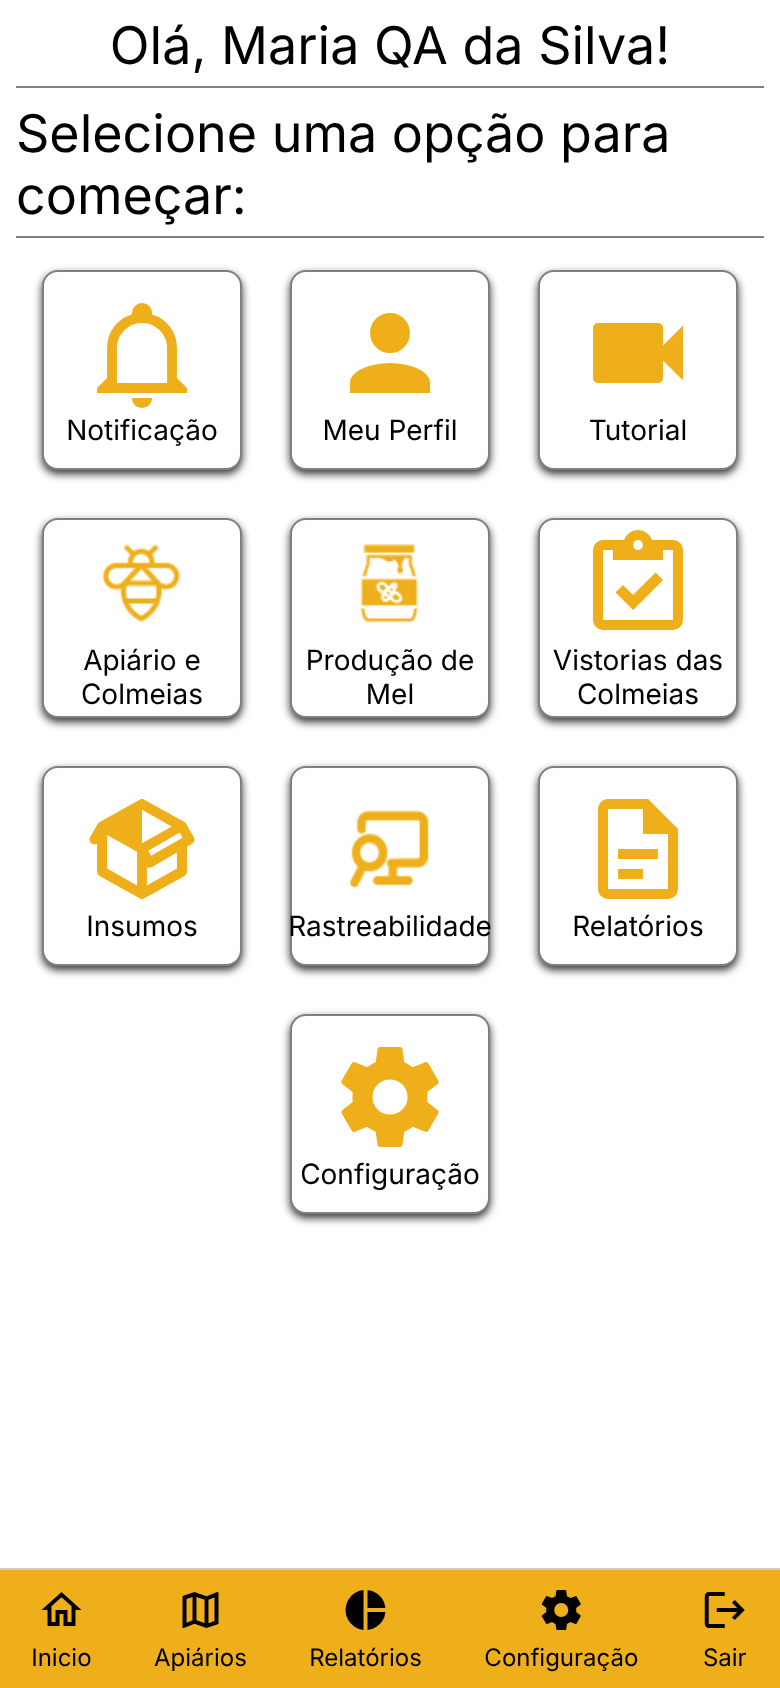 Olá, Maria QA da Silva!
Selecione uma opção para
começar:
Notificação
Meu Perfil
Tutorial
Apiário e
Colmeias
Produção de
Mel
Vistorias das
Colmeias
Insumos
Rastreabilidade
Relatórios
Configuração
Inicio
Apiários
Relatórios
Configuração
Sair